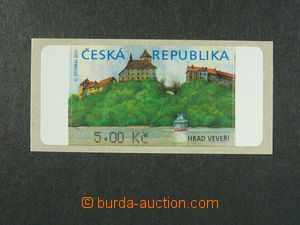 ČESKÁ REPUBLIKA
5.00 Kč
HRAD VEVEŘÍ
© burda-auction.com